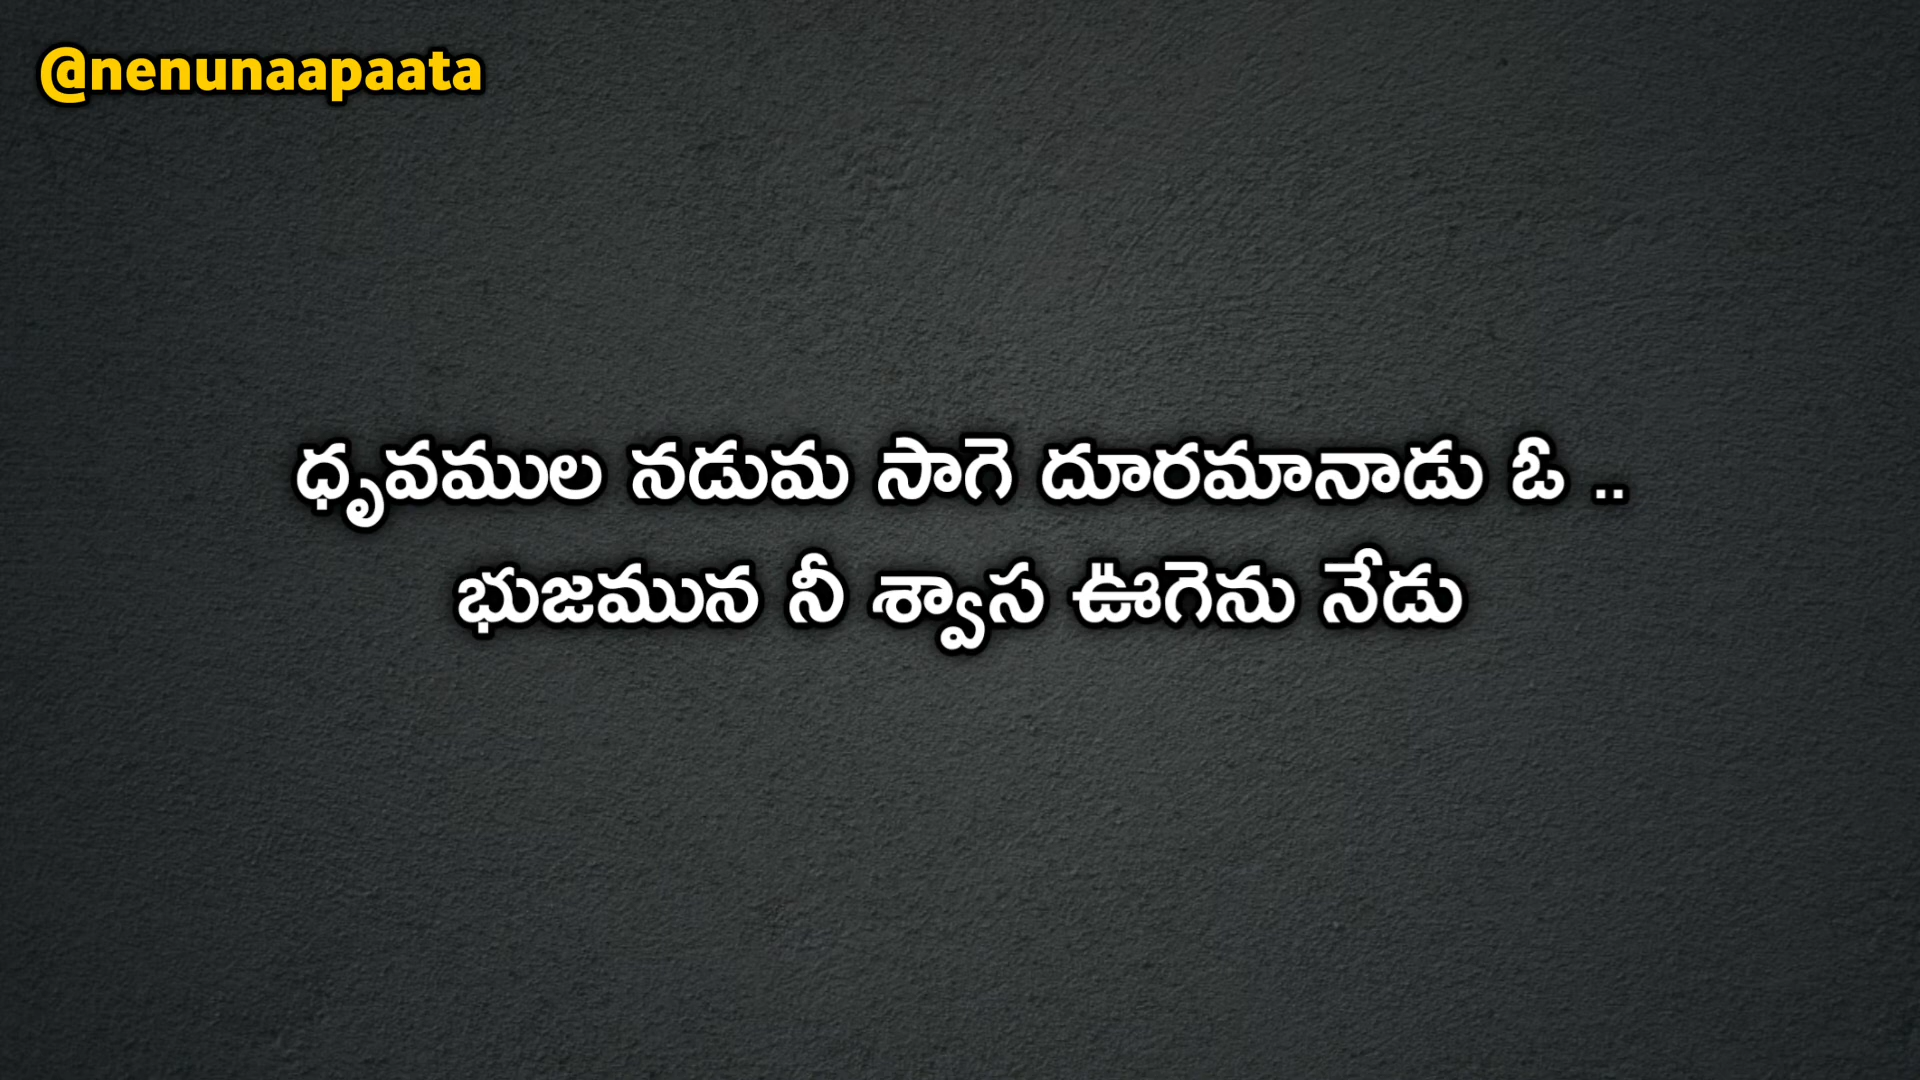 @nenunaapaata
ధృవముల నడుమ సాగె దూరమానాడు ఓ ..
భుజమున నీ శ్వాస ఊగెను నేడు